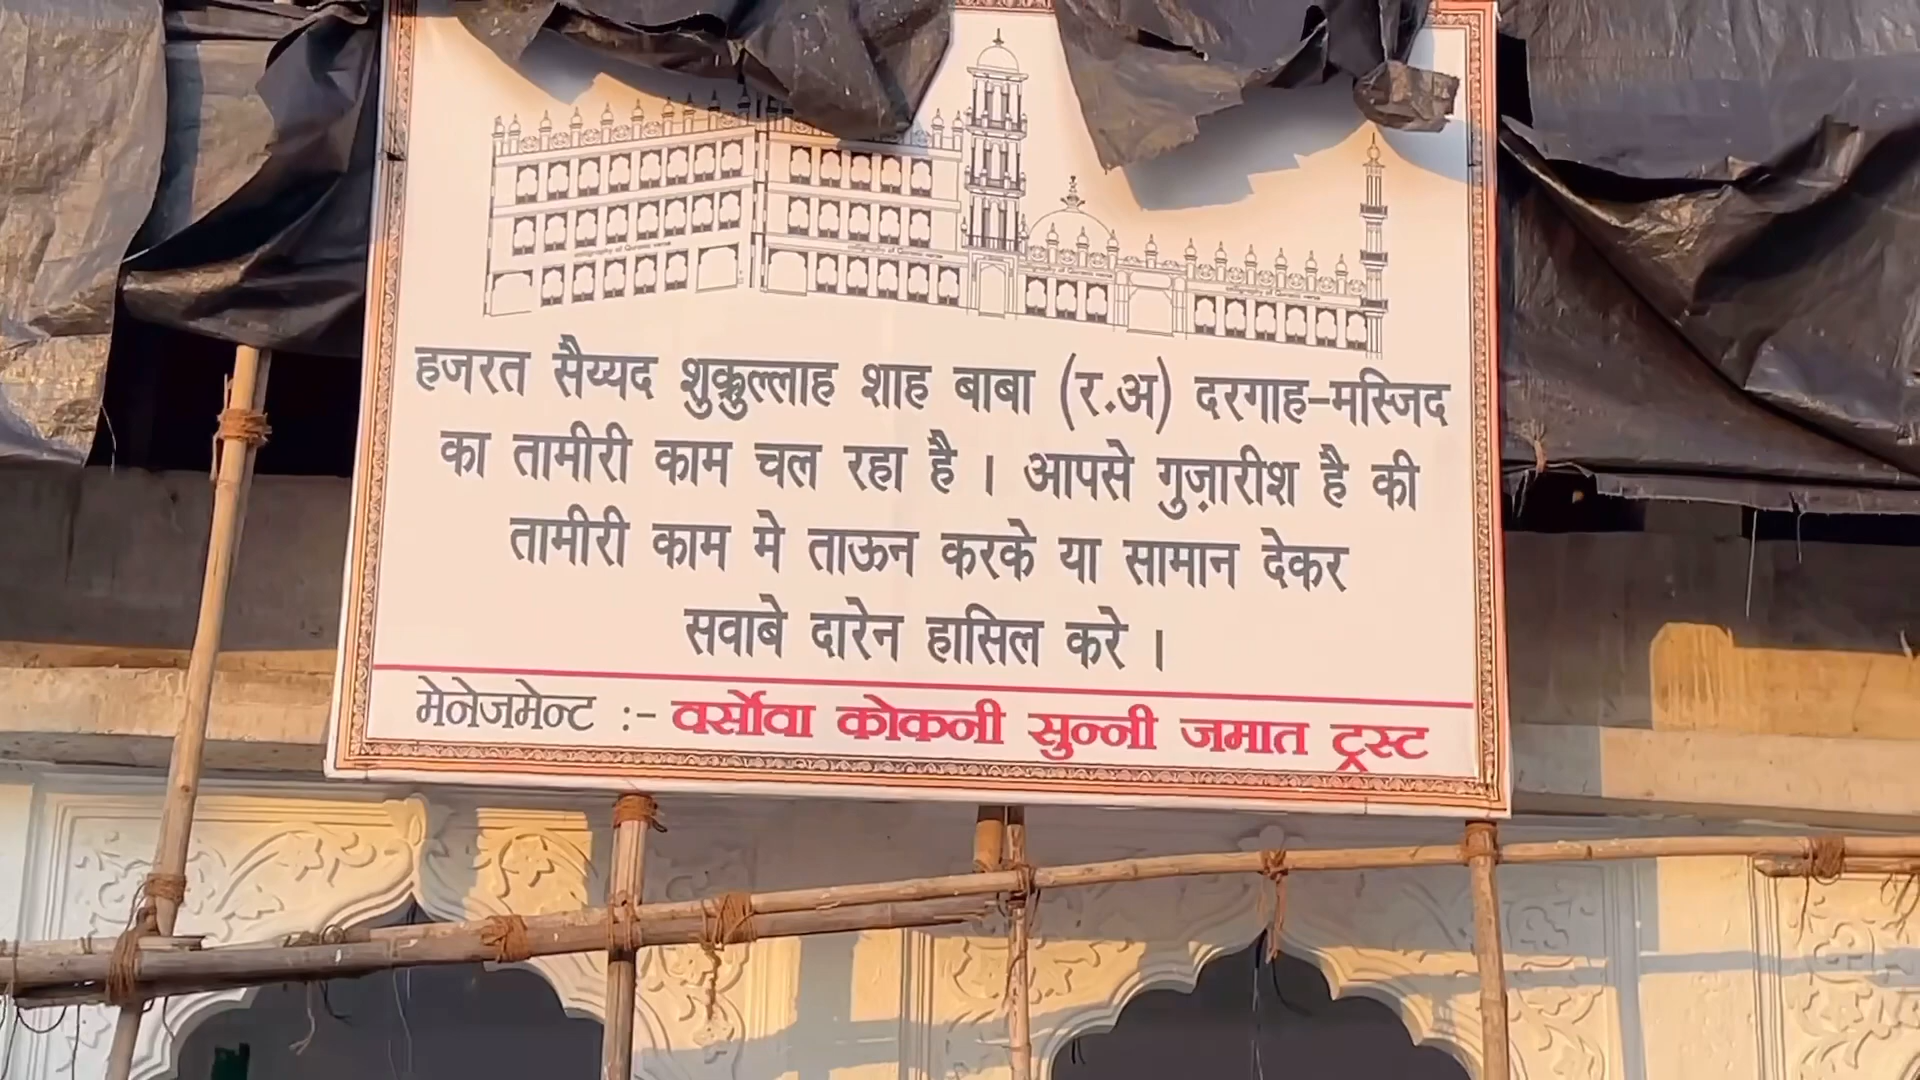 हजरत सैय्यद शुक्रुल्लाह शाह बाबा (र.अ) दरगाह-मस्जिद
का तामीरी काम चल रहा है । आपसे गुज़ारीश है की
तामीरी काम मे ताऊन करके या सामान देकर
सवाबे दारेन हासिल करे ।
मेनेजमेन्ट :- वर्सोवा कोकनी सुन्नी जमात ट्रस्ट